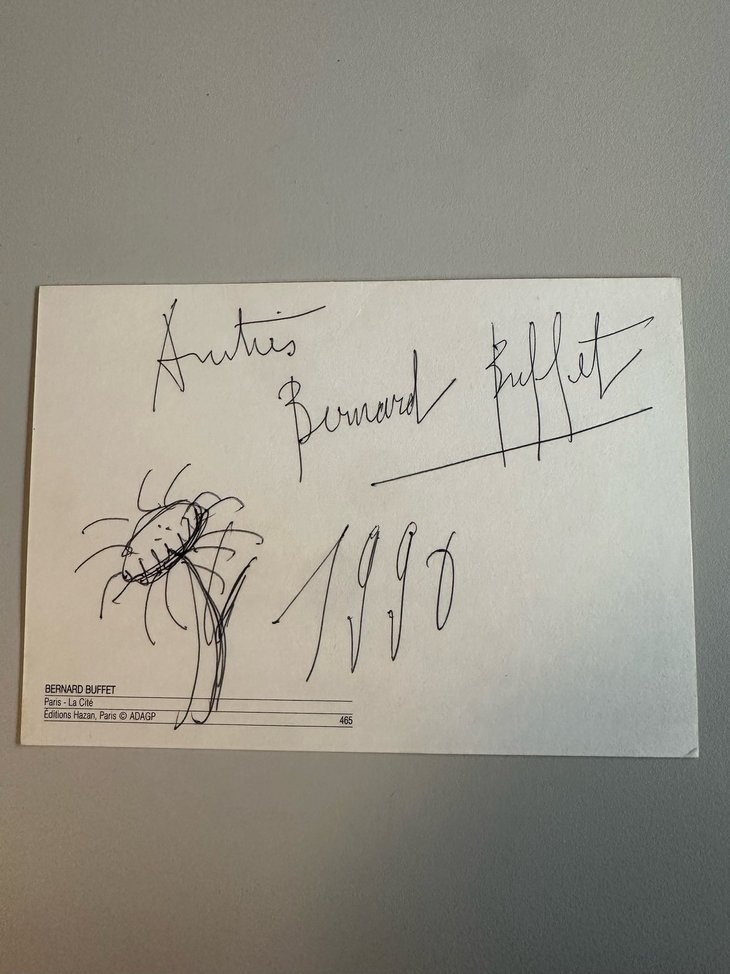 Amitiés
Bernard Buffet
1990
BERNARD BUFFET
Paris - La Cité
Éditions Hazan, Paris © ADAGP 465